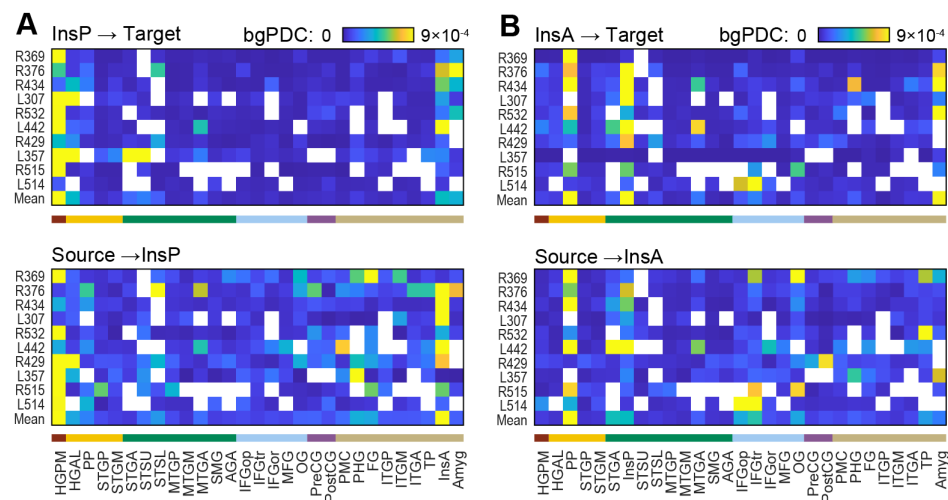 A
InsP → Target
bgPDC: 0
9×10-4
R369
R376
R434
L307
R532
L442
R429
L357
R515
L514
Mean
Source →InsP
R369
R376
R434
L307
R532
L442
R429
L357
R515
L514
Mean
HGPM
HGAL
PP
STGP
STGM
STGA
STSU
STSL
MTGP
MTGM
MTGA
SMG
AGA
IFGop
IFGtr
IFGor
MFG
OG
PreCG
PostCG
PMC
PHG
FG
ITGP
ITGM
ITGA
TP
InsA
Amyg
B
InsA → Target
bgPDC: 0
9×10-4
R369
R376
R434
L307
R532
L442
R429
L357
R515
L514
Mean
Source →InsA
R369
R376
R434
L307
R532
L442
R429
L357
R515
L514
Mean
HGPM
HGAL
PP
STGP
STGM
STGA
InsP
STSU
STSL
MTGP
MTGM
MTGA
SMG
AGA
IFGop
IFGtr
IFGor
MFG
OG
PreCG
PostCG
PMC
PHG
FG
ITGP
ITGM
ITGA
TP
Amyg